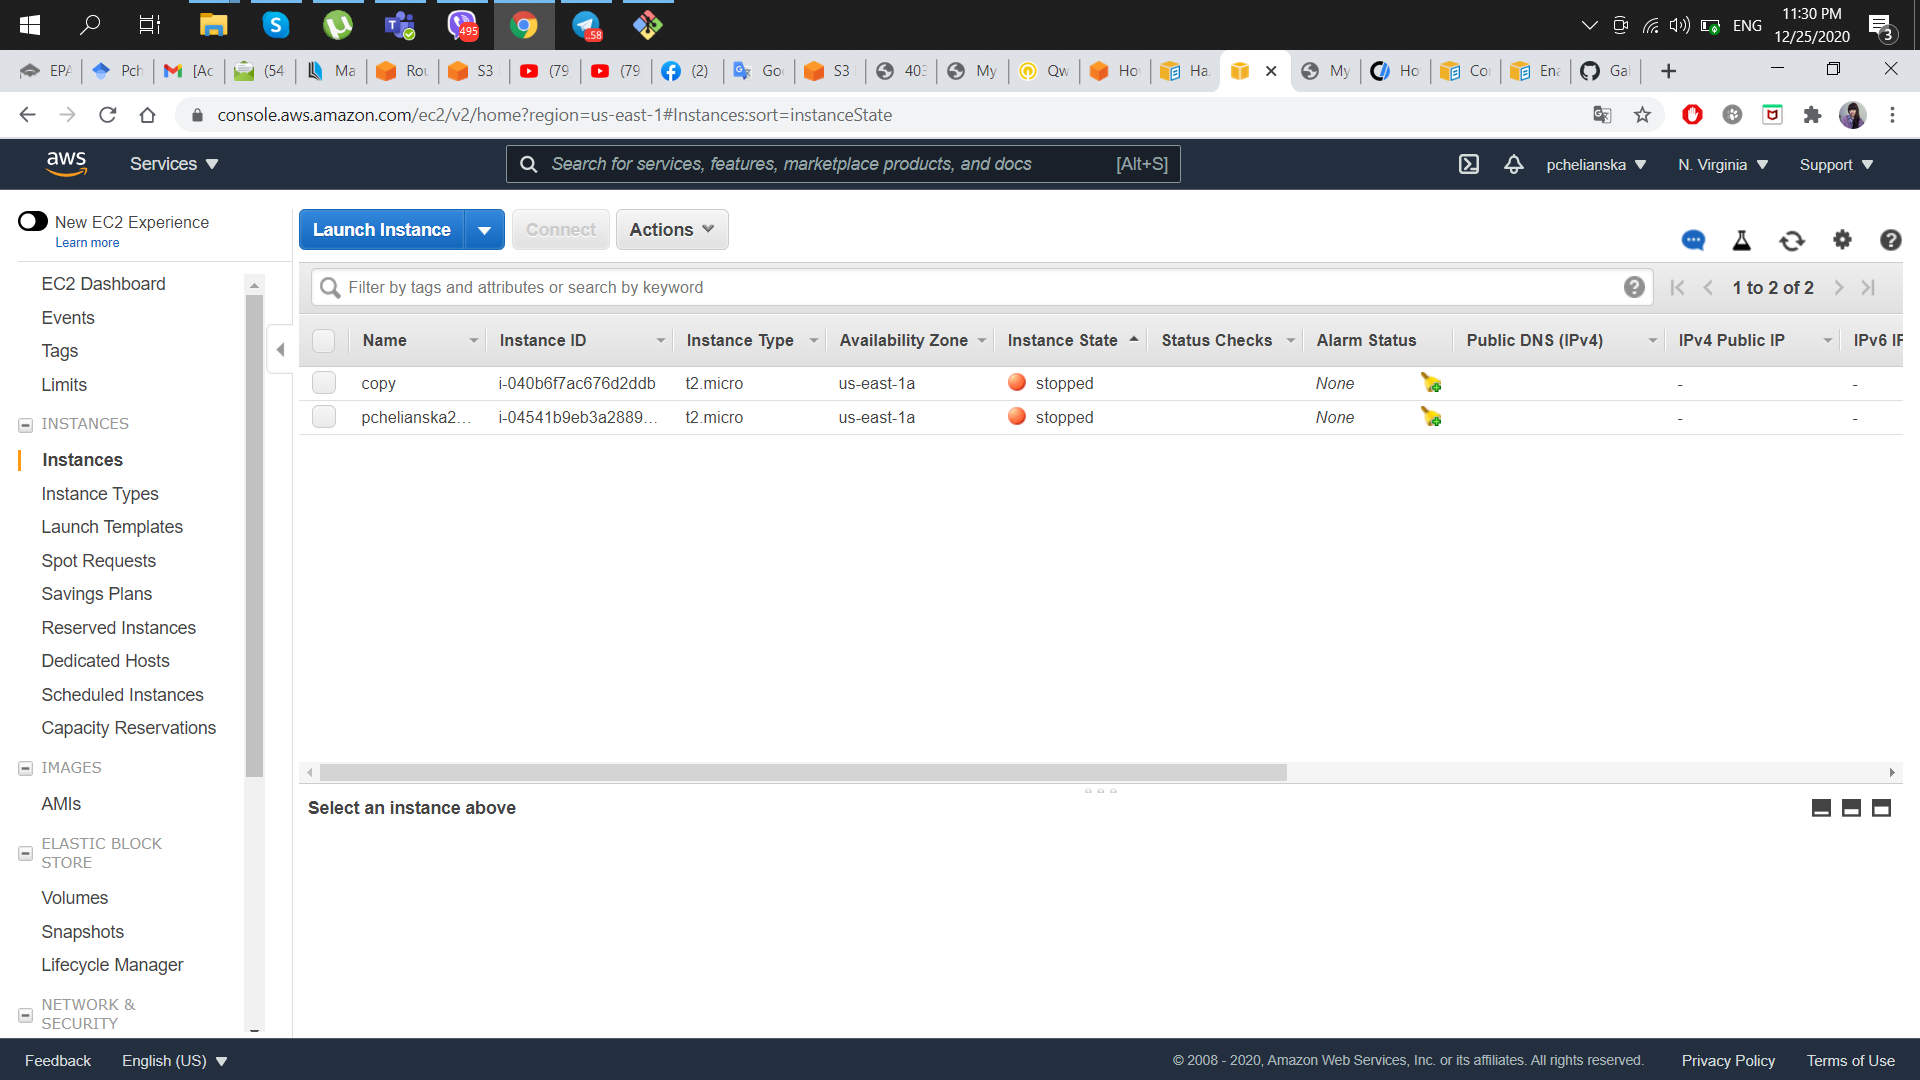 495
..58
ENG
11:30 PM
12/25/2020
3
EPA
Pch
[Ac
(54
Ma
Rou
S3
(79
(79
(2)
Goo
S3
403
My
Qw
Ho
Ha
My
Ho
Co
Ena
Gal
console.aws.amazon.com/ec2/v2/home?region=us-east-1#Instances:sort=instanceState
aws
Services
Search for services, features, marketplace products, and docs
[Alt+S]
pchelianska
N. Virginia
Support
New EC2 Experience
Learn more
EC2 Dashboard
Events
Tags
Limits
INSTANCES
Instances
Instance Types
Launch Templates
Spot Requests
Savings Plans
Reserved Instances
Dedicated Hosts
Scheduled Instances
Capacity Reservations
IMAGES
AMIs
ELASTIC BLOCK
STORE
Volumes
Snapshots
Lifecycle Manager
NETWORK &
SECURITY
Launch Instance
Connect
Actions
Filter by tags and attributes or search by keyword
1 to 2 of 2
Name Instance ID Instance Type Availability Zone Instance State Status Checks Alarm Status Public DNS (IPv4) IPv4 Public IP IPv6 IP
copy i-040b6f7ac676d2ddb t2.micro us-east-1a stopped None - -
pchelianska2... i-04541b9eb3a2889... t2.micro us-east-1a stopped None - -
Select an instance above
Feedback
English (US)
© 2008 - 2020, Amazon Web Services, Inc. or its affiliates. All rights reserved.
Privacy Policy
Terms of Use